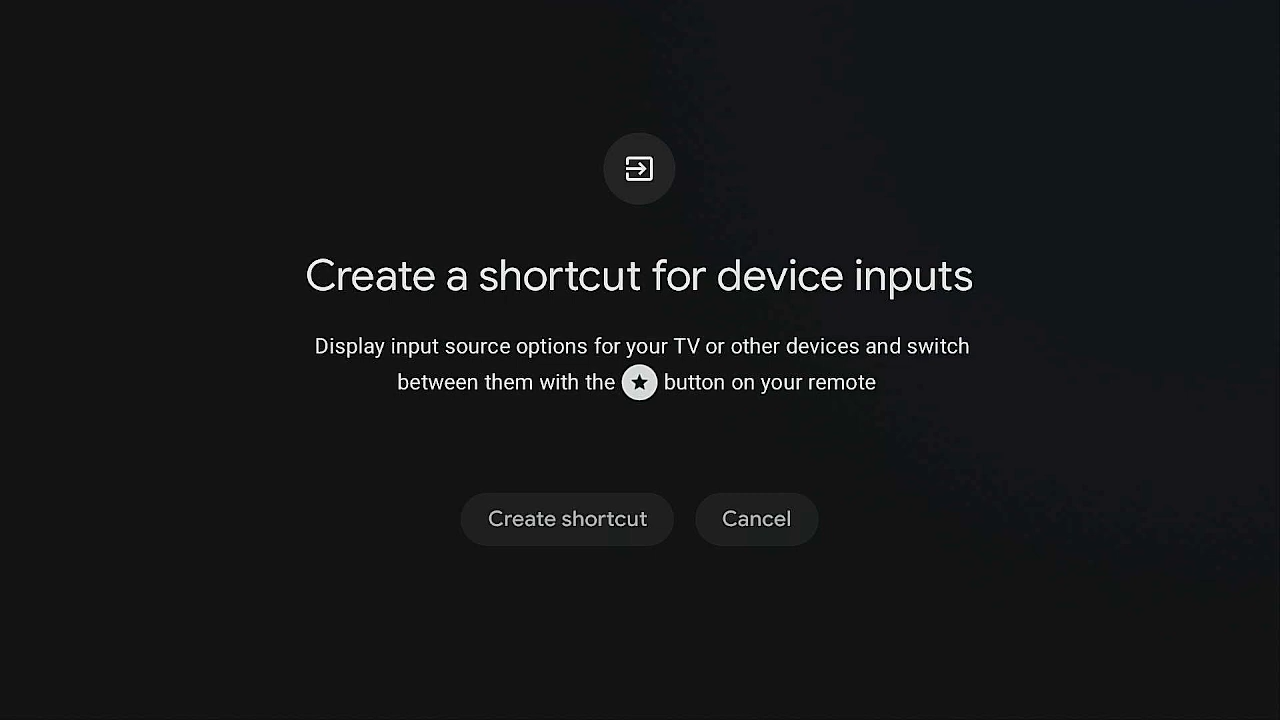 Create a shortcut for device inputs
Display input source options for your TV or other devices and switch
between them with the button on your remote
Create shortcut
Cancel